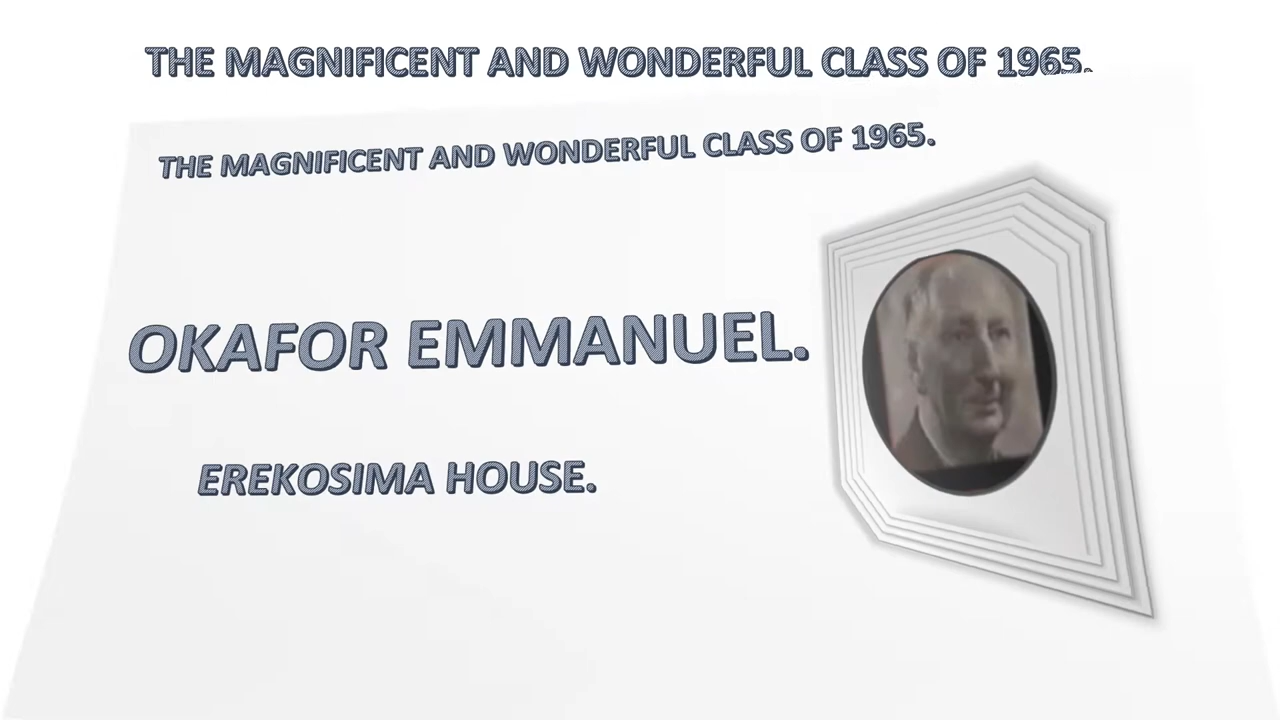 THE MAGNIFICENT AND WONDERFUL CLASS OF 1965.
THE MAGNIFICENT AND WONDERFUL CLASS OF 1965.
OKAFOR EMMANUEL.
EREKOSIMA HOUSE.